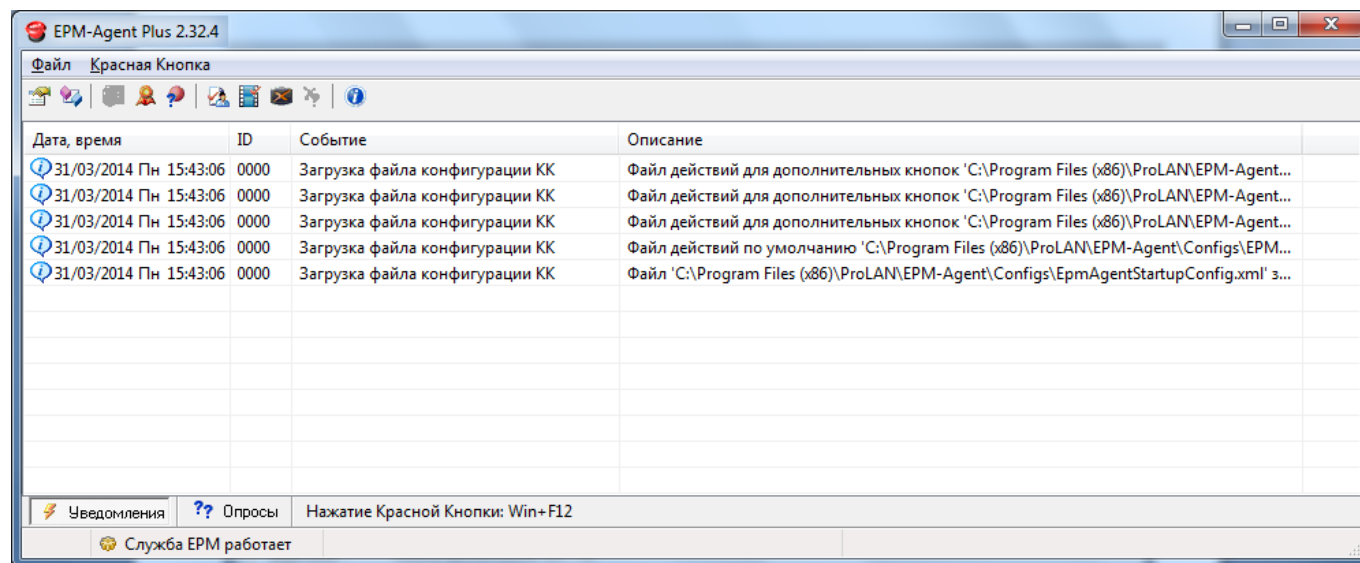 EPM-Agent Plus 2.32.4
Файл Красная Кнопка
Дата, время ID Событие Описание
31/03/2014 Пн 15:43:06 0000 Загрузка файла конфигурации КК Файл действий для дополнительных кнопок 'C:\Program Files (x86)\ProLAN\EPM-Agent...
31/03/2014 Пн 15:43:06 0000 Загрузка файла конфигурации КК Файл действий для дополнительных кнопок 'C:\Program Files (x86)\ProLAN\EPM-Agent...
31/03/2014 Пн 15:43:06 0000 Загрузка файла конфигурации КК Файл действий для дополнительных кнопок 'C:\Program Files (x86)\ProLAN\EPM-Agent...
31/03/2014 Пн 15:43:06 0000 Загрузка файла конфигурации КК Файл действий по умолчанию 'C:\Program Files (x86)\ProLAN\EPM-Agent\Configs\EPM...
31/03/2014 Пн 15:43:06 0000 Загрузка файла конфигурации КК Файл 'C:\Program Files (x86)\ProLAN\EPM-Agent\Configs\EpmAgentStartupConfig.xml' з...
Уведомления ?? Опросы Нажатие Красной Кнопки: Win+F12
Служба EPM работает